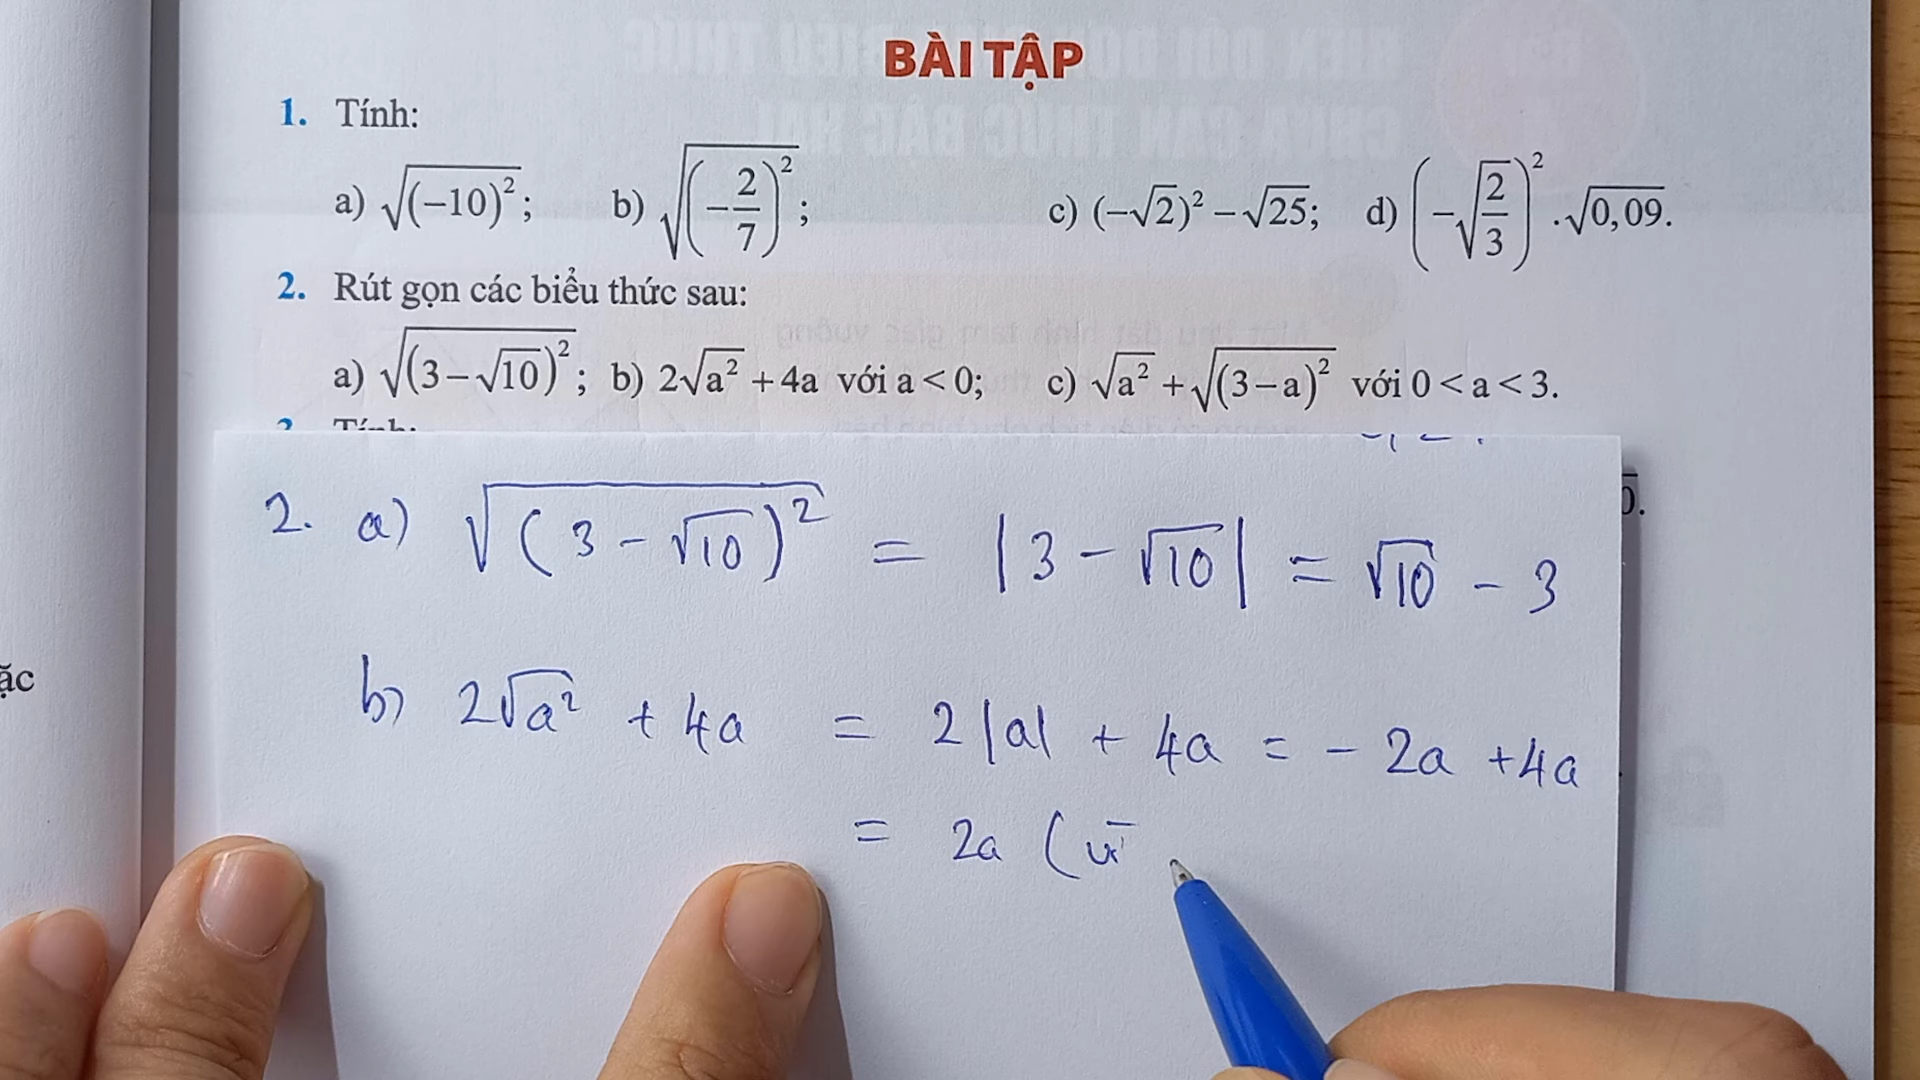 BÀI TẬP
1. Tính:
a) √(−10)²; b) √(−2/7)²; c) (−√2)² − √25; d) (−√(2/3))² . √0,09.
2. Rút gọn các biểu thức sau:
a) √(3 − √10)²; b) 2√a² + 4a với a < 0; c) √a² + √(3 − a)² với 0 < a < 3.
2. a) √(3 − √10)² = |3 − √10| = √10 − 3
b) 2√a² + 4a = 2|a| + 4a = − 2a + 4a
= 2a (vì
ặc